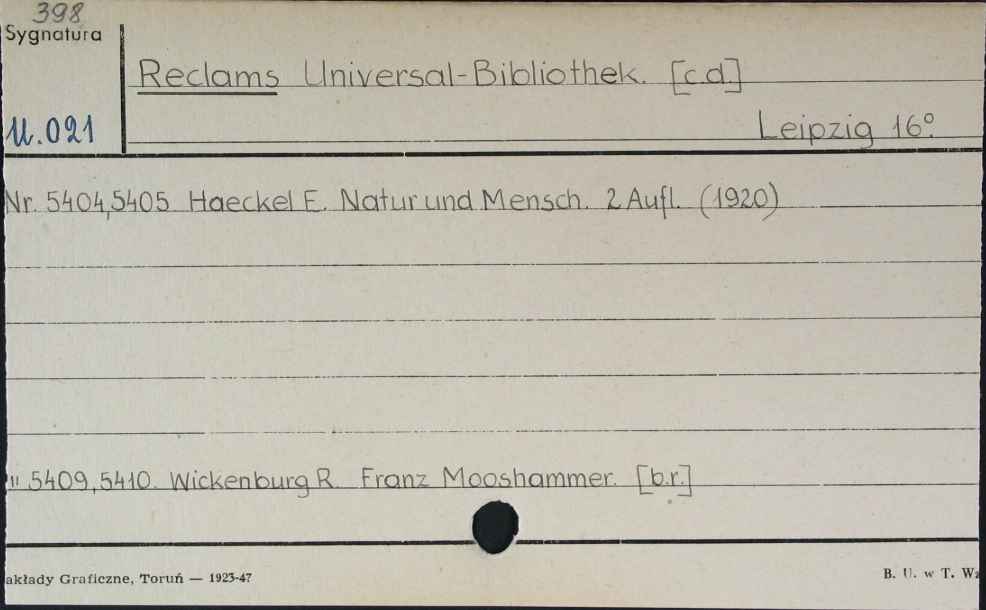 398
Sygnatura
Reclams Universal-Bibliothek. [c.d.]
U.021
Leipzig 16°.
Nr. 5404,5405 Haeckel E. Natur und Mensch. 2 Aufl. (1920)
" 5409,5410. Wickenburg R. Franz Mooshammer. [b.r.]
akłady Graficzne, Toruń — 1923-47
B. U. w T. Wz